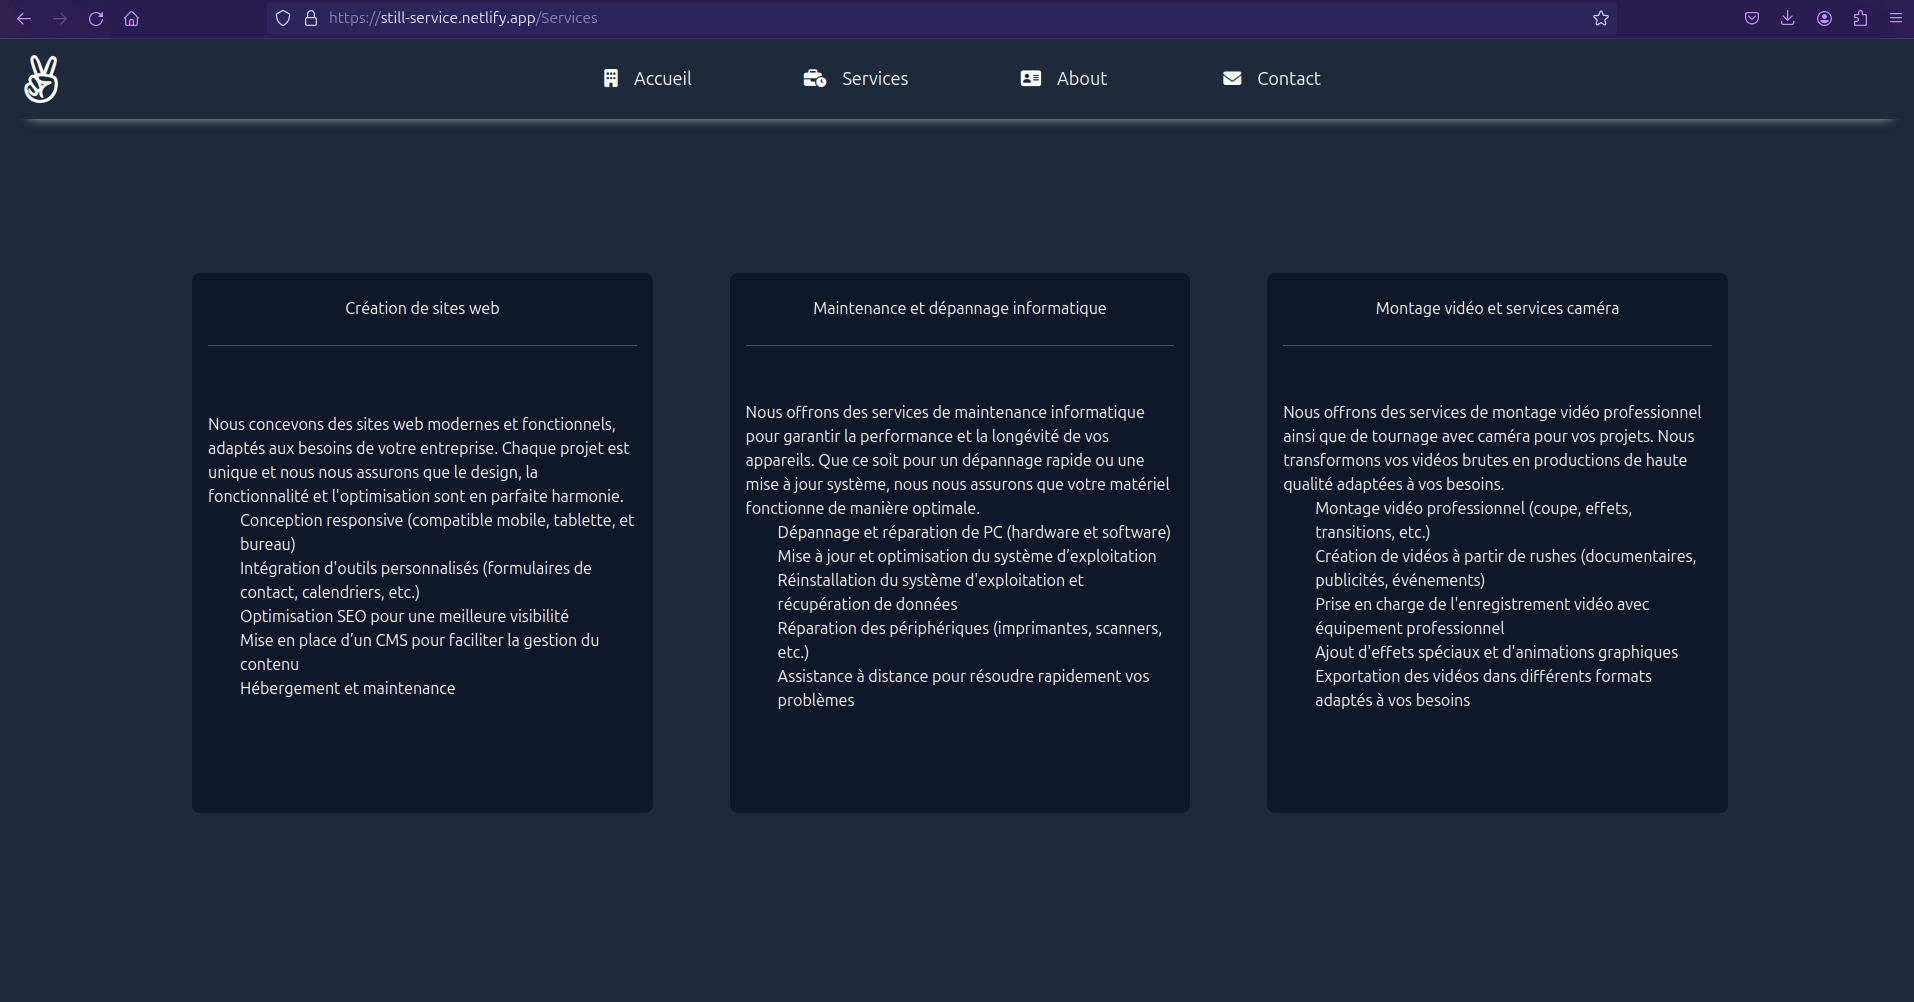 https://still-service.netlify.app/Services
Accueil
Services
About
Contact
Création de sites web
Nous concevons des sites web modernes et fonctionnels,
adaptés aux besoins de votre entreprise. Chaque projet est
unique et nous nous assurons que le design, la
fonctionnalité et l'optimisation sont en parfaite harmonie.
Conception responsive (compatible mobile, tablette, et
bureau)
Intégration d'outils personnalisés (formulaires de
contact, calendriers, etc.)
Optimisation SEO pour une meilleure visibilité
Mise en place d’un CMS pour faciliter la gestion du
contenu
Hébergement et maintenance
Maintenance et dépannage informatique
Nous offrons des services de maintenance informatique
pour garantir la performance et la longévité de vos
appareils. Que ce soit pour un dépannage rapide ou une
mise à jour système, nous nous assurons que votre matériel
fonctionne de manière optimale.
Dépannage et réparation de PC (hardware et software)
Mise à jour et optimisation du système d’exploitation
Réinstallation du système d'exploitation et
récupération de données
Réparation des périphériques (imprimantes, scanners,
etc.)
Assistance à distance pour résoudre rapidement vos
problèmes
Montage vidéo et services caméra
Nous offrons des services de montage vidéo professionnel
ainsi que de tournage avec caméra pour vos projets. Nous
transformons vos vidéos brutes en productions de haute
qualité adaptées à vos besoins.
Montage vidéo professionnel (coupe, effets,
transitions, etc.)
Création de vidéos à partir de rushes (documentaires,
publicités, événements)
Prise en charge de l'enregistrement vidéo avec
équipement professionnel
Ajout d'effets spéciaux et d'animations graphiques
Exportation des vidéos dans différents formats
adaptés à vos besoins